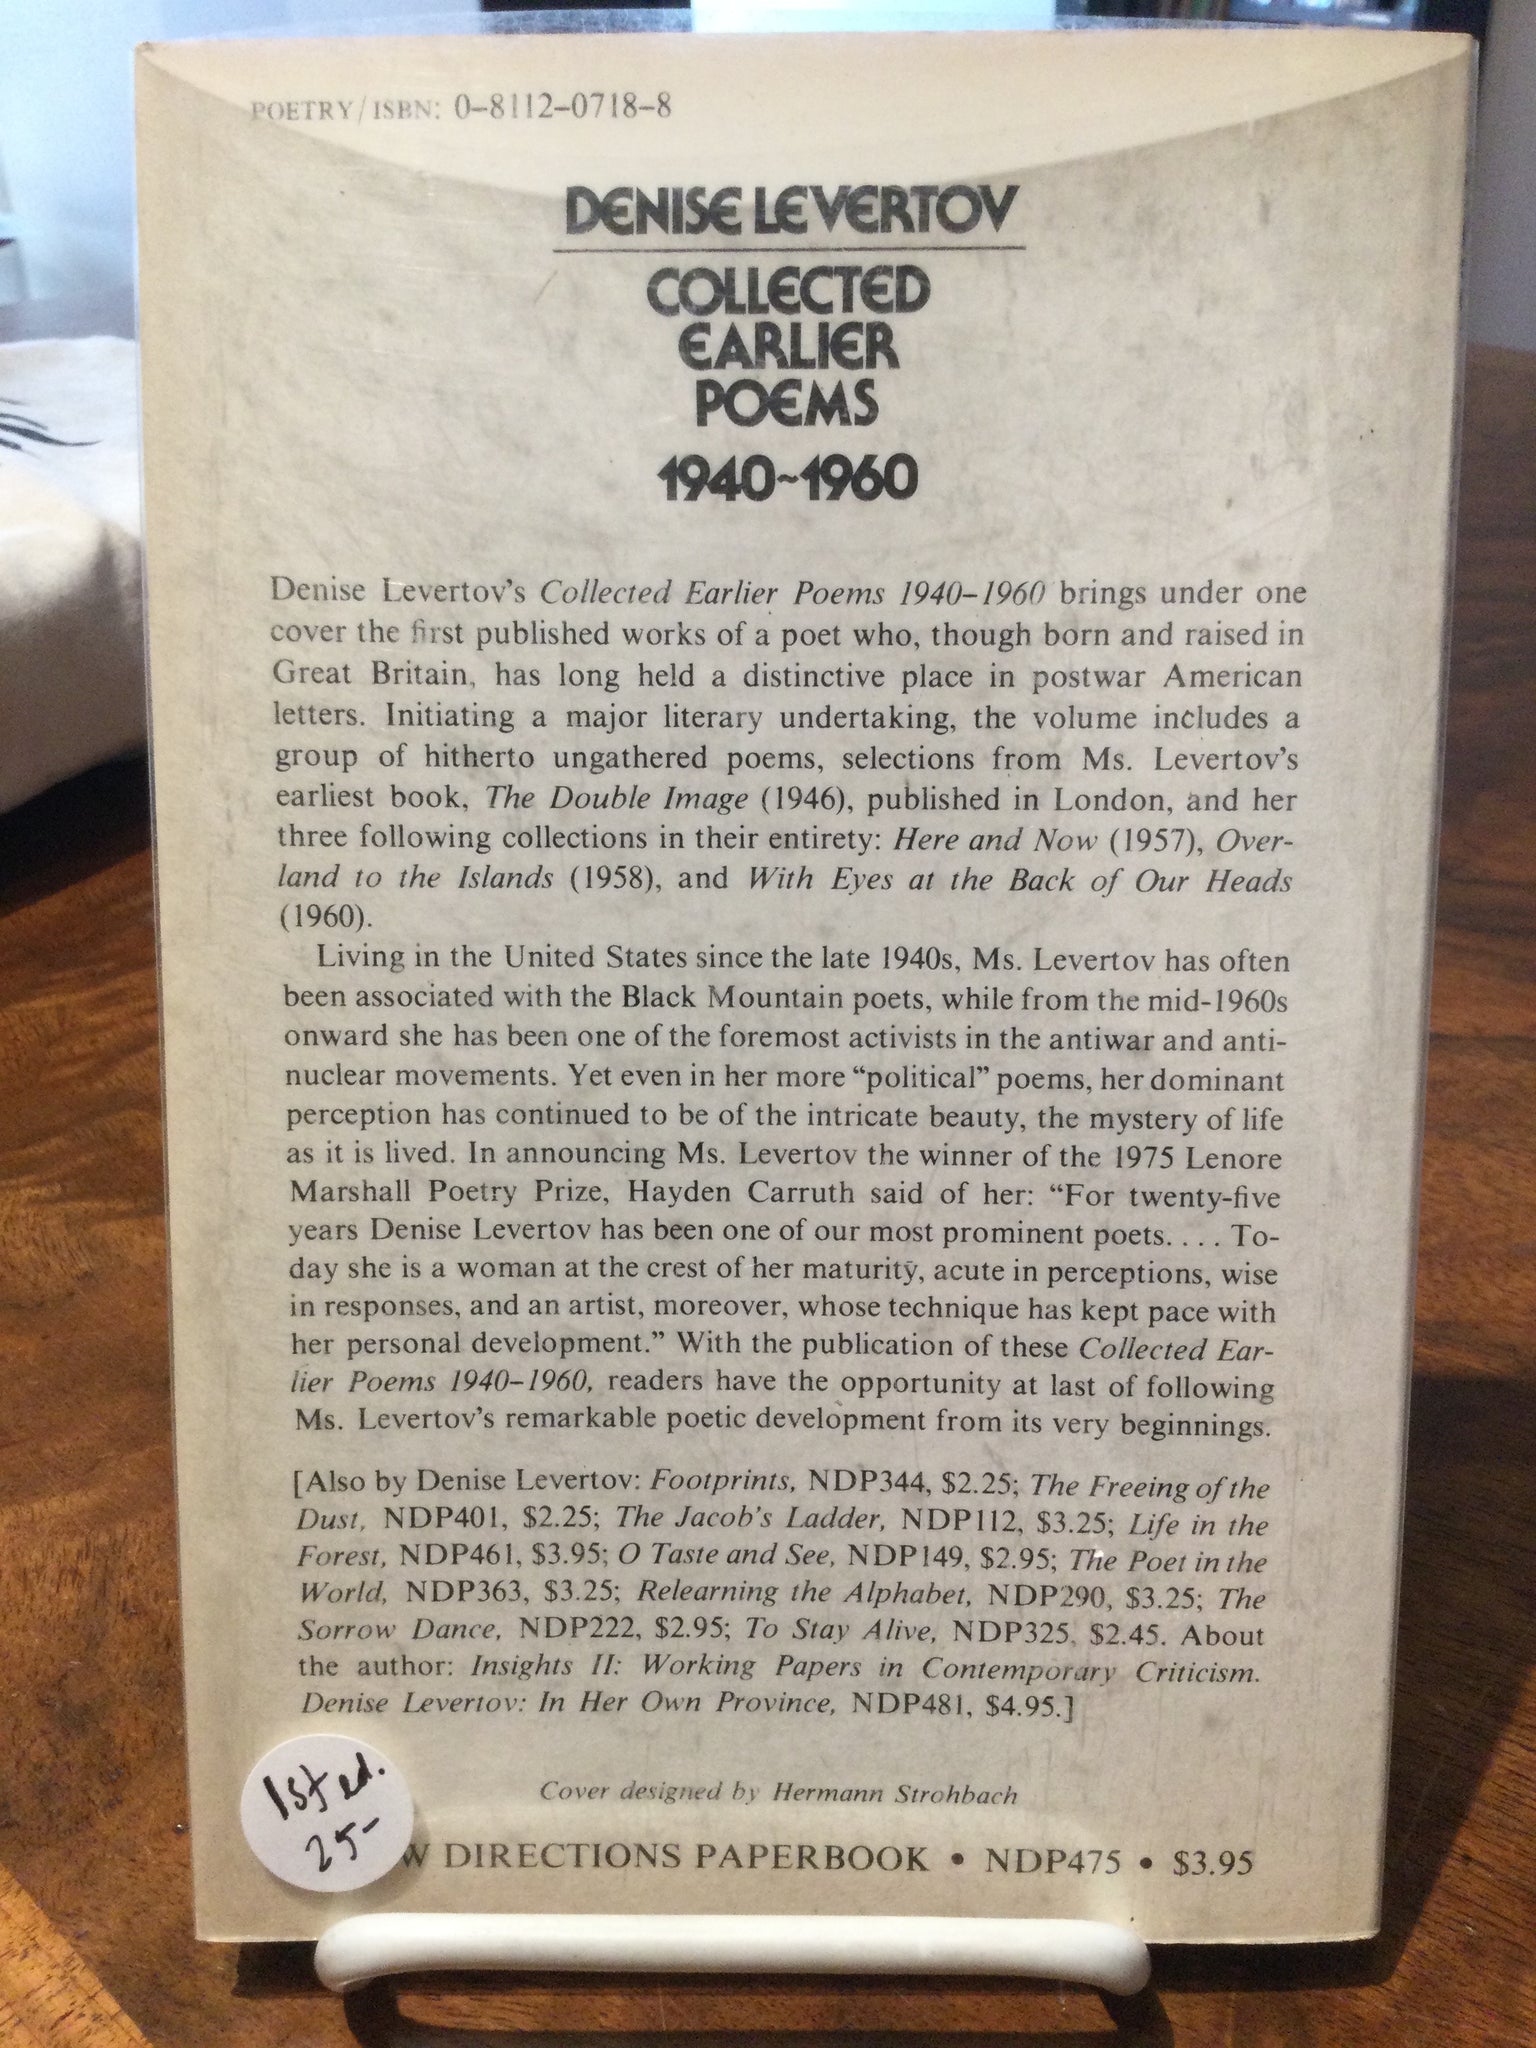 POETRY/ISBN: 0-8112-0718-8
DENISE LEVERTOV
COLLECTED
EARLIER
POEMS
1940~1960
Denise Levertov's Collected Earlier Poems 1940–1960 brings under one
cover the first published works of a poet who, though born and raised in
Great Britain, has long held a distinctive place in postwar American
letters. Initiating a major literary undertaking, the volume includes a
group of hitherto ungathered poems, selections from Ms. Levertov's
earliest book, The Double Image (1946), published in London, and her
three following collections in their entirety: Here and Now (1957), Over-
land to the Islands (1958), and With Eyes at the Back of Our Heads
(1960).
Living in the United States since the late 1940s, Ms. Levertov has often
been associated with the Black Mountain poets, while from the mid-1960s
onward she has been one of the foremost activists in the antiwar and anti-
nuclear movements. Yet even in her more "political" poems, her dominant
perception has continued to be of the intricate beauty, the mystery of life
as it is lived. In announcing Ms. Levertov the winner of the 1975 Lenore
Marshall Poetry Prize, Hayden Carruth said of her: "For twenty-five
years Denise Levertov has been one of our most prominent poets. . . . To-
day she is a woman at the crest of her maturity, acute in perceptions, wise
in responses, and an artist, moreover, whose technique has kept pace with
her personal development." With the publication of these Collected Ear-
lier Poems 1940–1960, readers have the opportunity at last of following
Ms. Levertov's remarkable poetic development from its very beginnings.
[Also by Denise Levertov: Footprints, NDP344, $2.25; The Freeing of the
Dust, NDP401, $2.25; The Jacob's Ladder, NDP112, $3.25; Life in the
Forest, NDP461, $3.95; O Taste and See, NDP149, $2.95; The Poet in the
World, NDP363, $3.25; Relearning the Alphabet, NDP290, $3.25; The
Sorrow Dance, NDP222, $2.95; To Stay Alive, NDP325, $2.45. About
the author: Insights II: Working Papers in Contemporary Criticism.
Denise Levertov: In Her Own Province, NDP481, $4.95.]
1st ed.
25-
Cover designed by Hermann Strohbach
W DIRECTIONS PAPERBOOK • NDP475 • $3.95